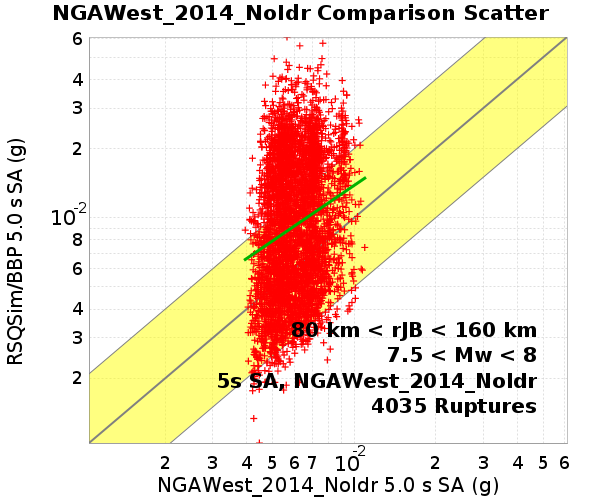 NGAWest_2014_NoIdr Comparison Scatter
6
4
3
2
10-2
8
6
4
3
2
RSQSim/BBP 5.0 s SA (g)
80 km < rJB < 160 km
7.5 < Mw < 8
5s SA, NGAWest_2014_NoIdr
4035 Ruptures
2 3 4 5 6 7 10-2 2 3 4 5 6
NGAWest_2014_NoIdr 5.0 s SA (g)